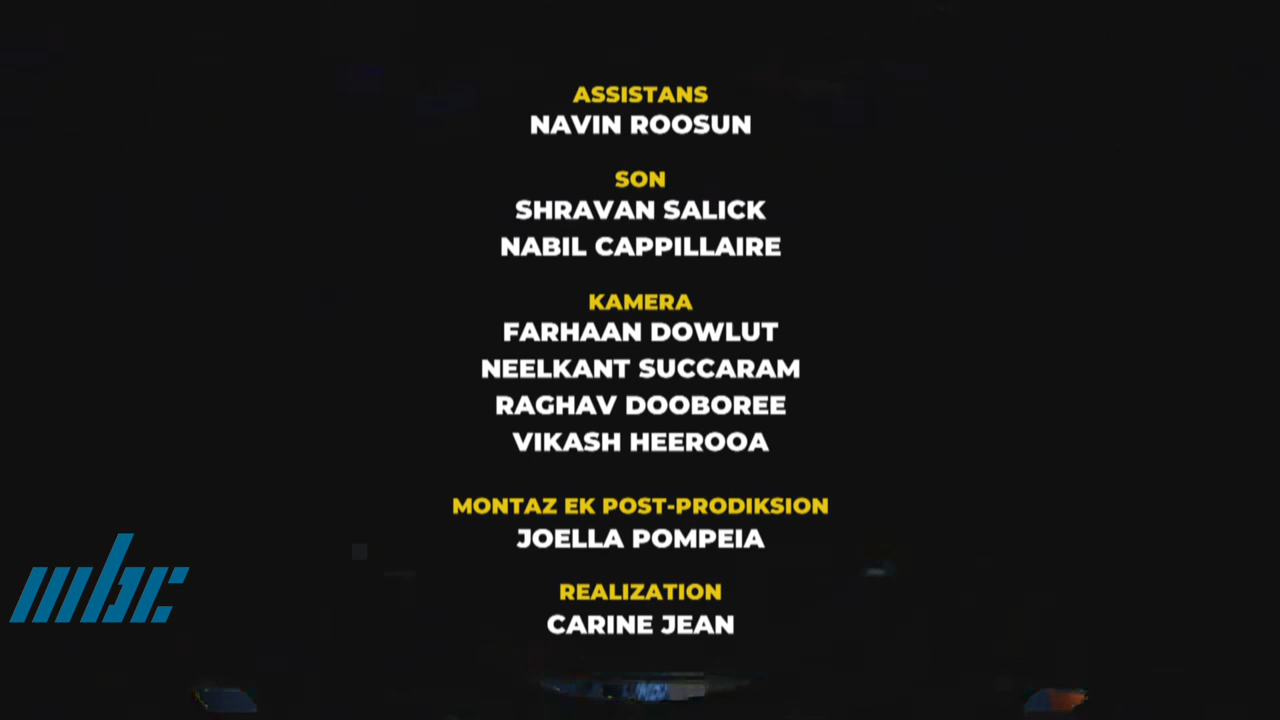 ASSISTANS
NAVIN ROOSUN
SON
SHRAVAN SALICK
NABIL CAPPILLAIRE
KAMERA
FARHAAN DOWLUT
NEELKANT SUCCARAM
RAGHAV DOOBOREE
VIKASH HEEROOA
MONTAZ EK POST-PRODIKSION
JOELLA POMPEIA
mbc
REALIZATION
CARINE JEAN